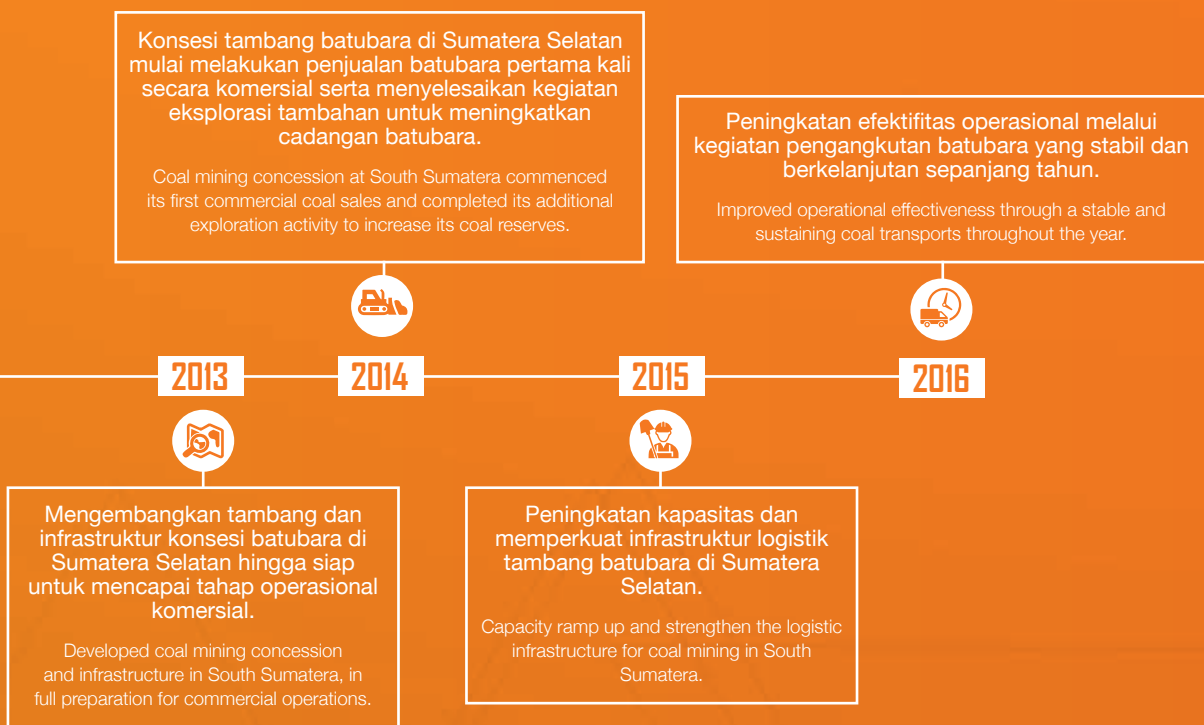 Konsesi tambang batubara di Sumatera Selatan
mulai melakukan penjualan batubara pertama kali
secara komersial serta menyelesaikan kegiatan
eksplorasi tambahan untuk meningkatkan
cadangan batubara.
Coal mining concession at South Sumatera commenced
its first commercial coal sales and completed its additional
exploration activity to increase its coal reserves.
Peningkatan efektifitas operasional melalui
kegiatan pengangkutan batubara yang stabil dan
berkelanjutan sepanjang tahun.
Improved operational effectiveness through a stable and
sustaining coal transports throughout the year.
2013
2014
2015
2016
Mengembangkan tambang dan
infrastruktur konsesi batubara di
Sumatera Selatan hingga siap
untuk mencapai tahap operasional
komersial.
Developed coal mining concession
and infrastructure in South Sumatera, in
full preparation for commercial operations.
Peningkatan kapasitas dan
memperkuat infrastruktur logistik
tambang batubara di Sumatera
Selatan.
Capacity ramp up and strengthen the logistic
infrastructure for coal mining in South
Sumatera.